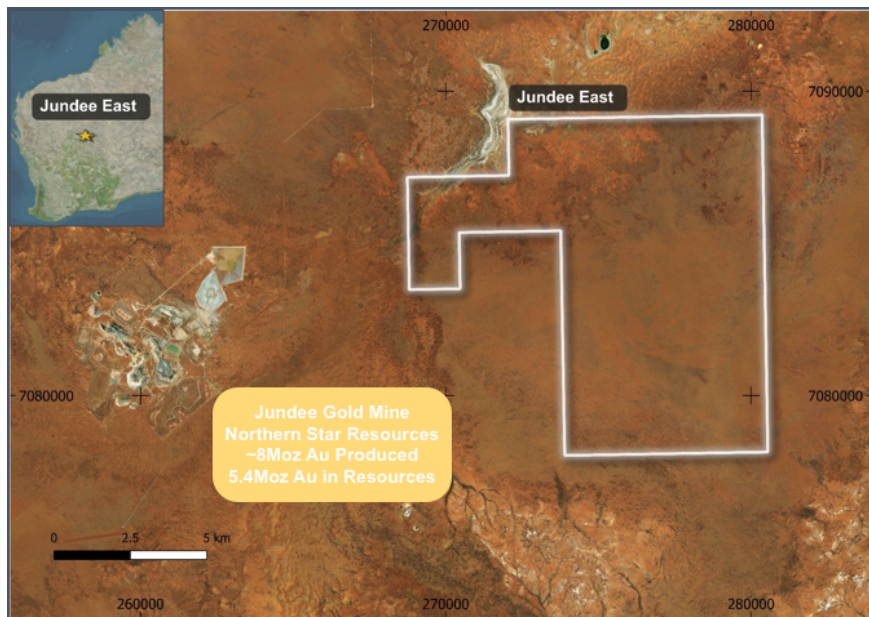 270000
280000
Jundee East
Jundee East
7090000
7080000
7080000
Jundee Gold Mine
Northern Star Resources
~8Moz Au Produced
5.4Moz Au in Resources
0 2.5 5 km
260000
270000
280000